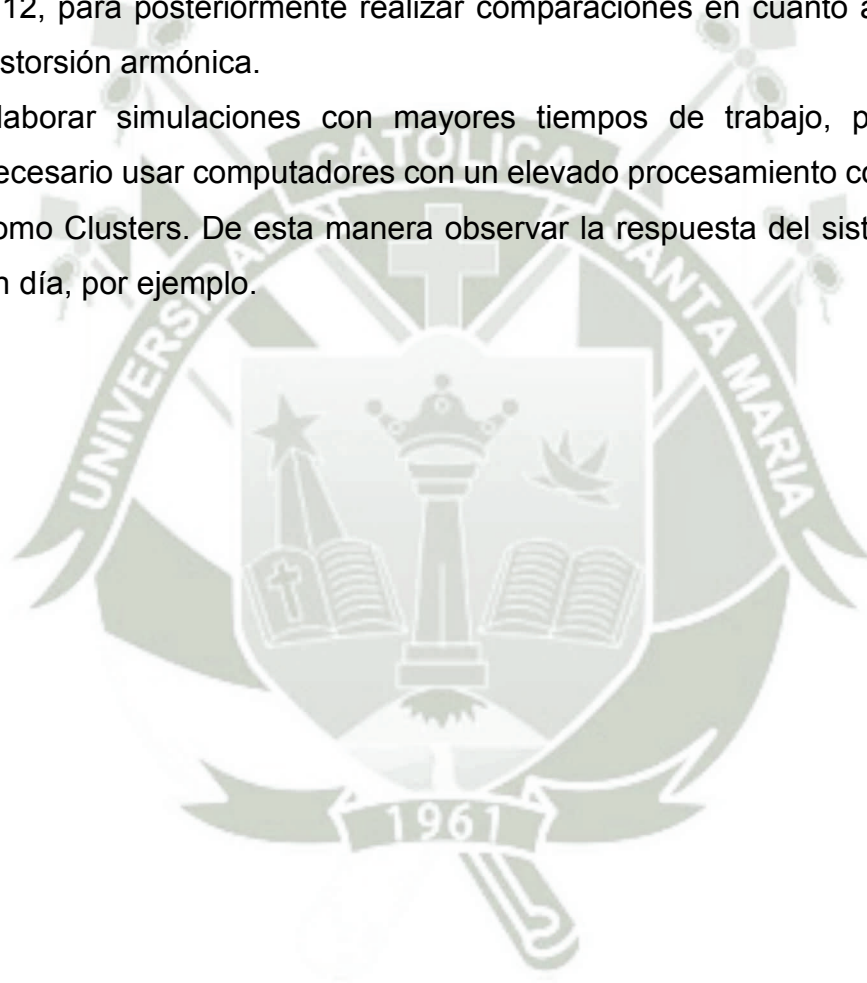 12, para posteriormente realizar comparaciones en cuanto a
storsión armónica.
laborar simulaciones con mayores tiempos de trabajo, p
ecesario usar computadores con un elevado procesamiento co
omo Clusters. De esta manera observar la respuesta del sist
n día, por ejemplo.
UNIVERSIDAD CATÓLICA SANTA MARIA
1961